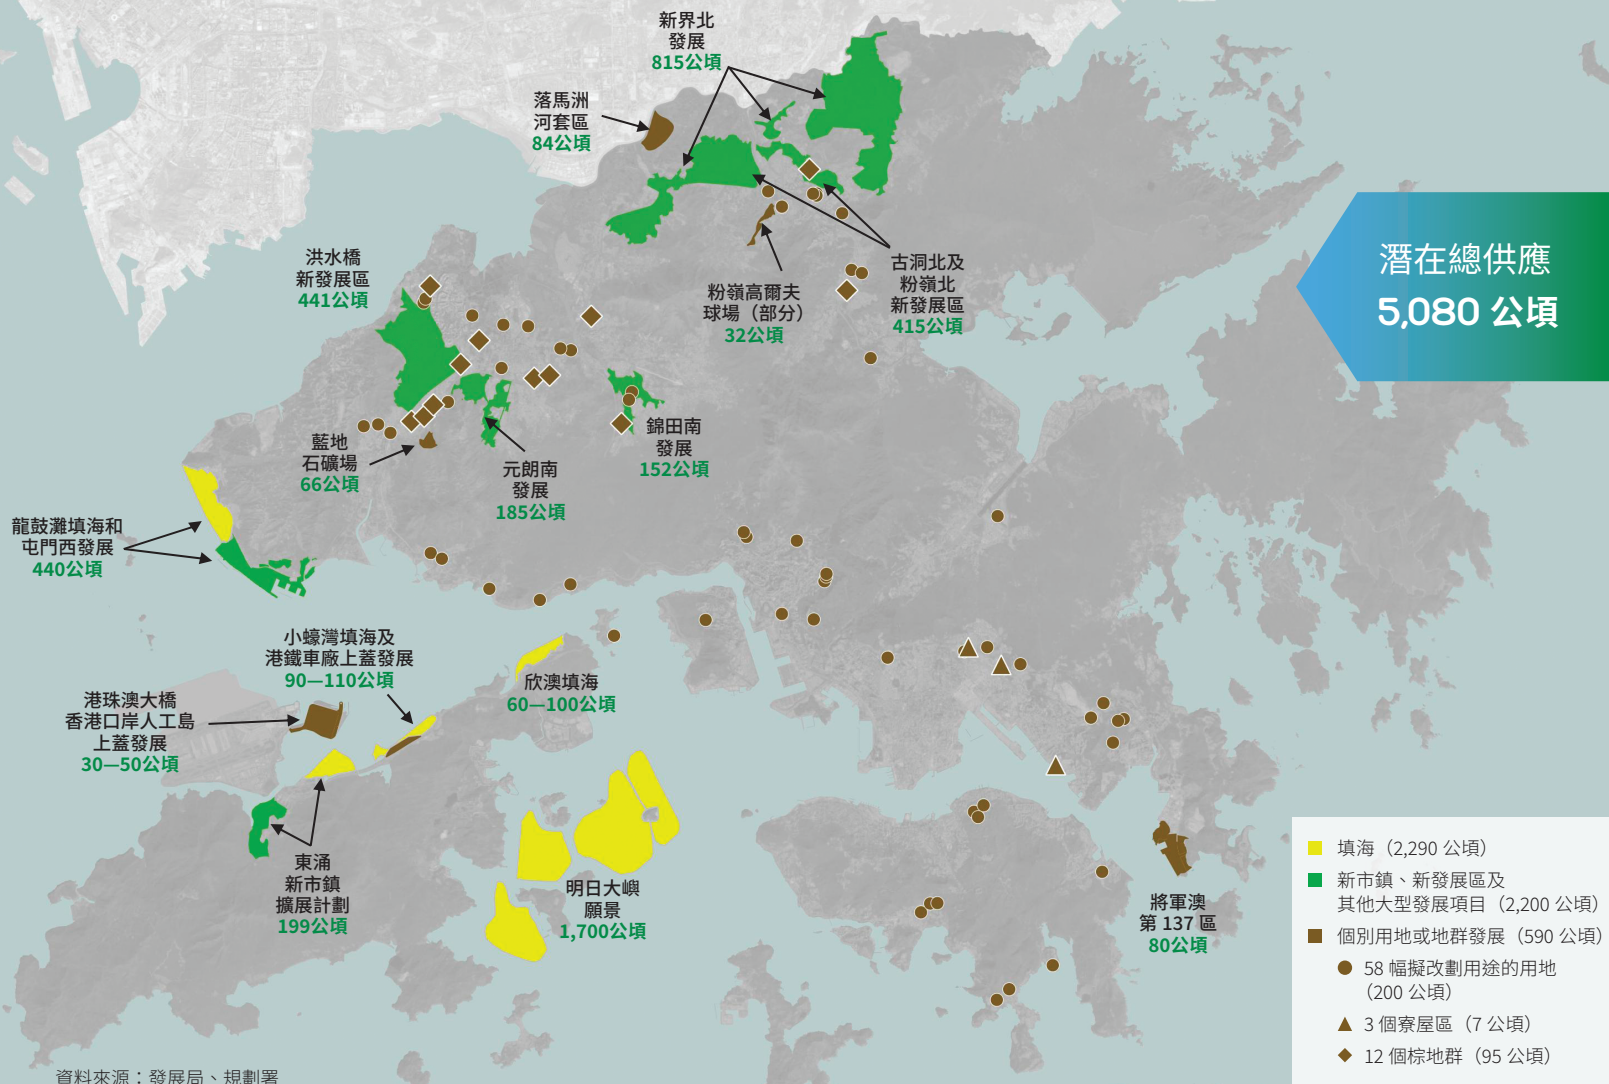 新界北
發展
815公頃
落馬洲
河套區
84公頃
洪水橋
新發展區
441公頃
粉嶺高爾夫
球場（部分）
32公頃
古洞北及
粉嶺北
新發展區
415公頃
潛在總供應
5,080 公頃
藍地
石礦場
66公頃
元朗南
發展
185公頃
錦田南
發展
152公頃
龍鼓灘填海和
屯門西發展
440公頃
小蠔灣填海及
港鐵車廠上蓋發展
90—110公頃
欣澳填海
60—100公頃
港珠澳大橋
香港口岸人工島
上蓋發展
30—50公頃
東涌
新市鎮
擴展計劃
199公頃
明日大嶼
願景
1,700公頃
將軍澳
第 137 區
80公頃
填海（2,290 公頃）
新市鎮、新發展區及
其他大型發展項目（2,200 公頃）
個別用地或地群發展（590 公頃）
58 幅擬改劃用途的用地
（200 公頃）
3 個寮屋區（7 公頃）
12 個棕地群（95 公頃）
資料來源：發展局、規劃署